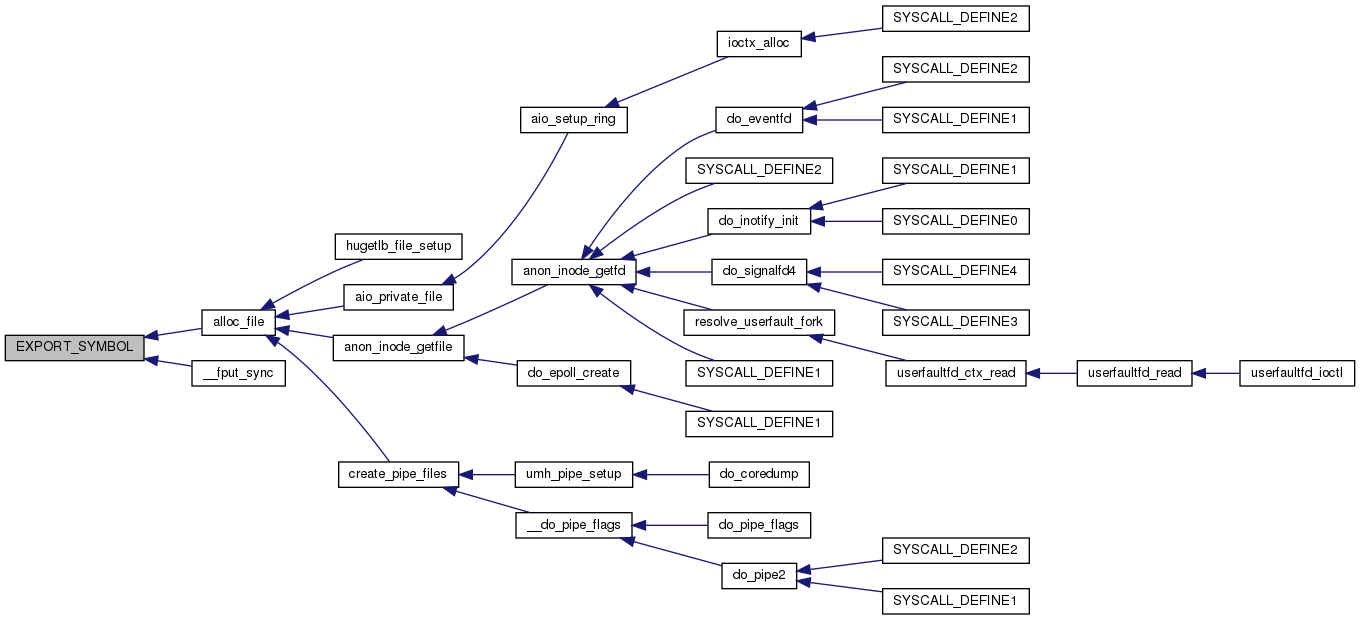 SYSCALL_DEFINE2
ioctx_alloc
SYSCALL_DEFINE2
aio_setup_ring
do_eventfd
SYSCALL_DEFINE1
SYSCALL_DEFINE2
SYSCALL_DEFINE1
do_inotify_init
SYSCALL_DEFINE0
hugetlb_file_setup
anon_inode_getfd
do_signalfd4
SYSCALL_DEFINE4
aio_private_file
alloc_file
resolve_userfault_fork
SYSCALL_DEFINE3
EXPORT_SYMBOL
anon_inode_getfile
__fput_sync
do_epoll_create
SYSCALL_DEFINE1
userfaultfd_ctx_read
userfaultfd_read
userfaultfd_ioctl
SYSCALL_DEFINE1
create_pipe_files
umh_pipe_setup
do_coredump
__do_pipe_flags
do_pipe_flags
SYSCALL_DEFINE2
do_pipe2
SYSCALL_DEFINE1